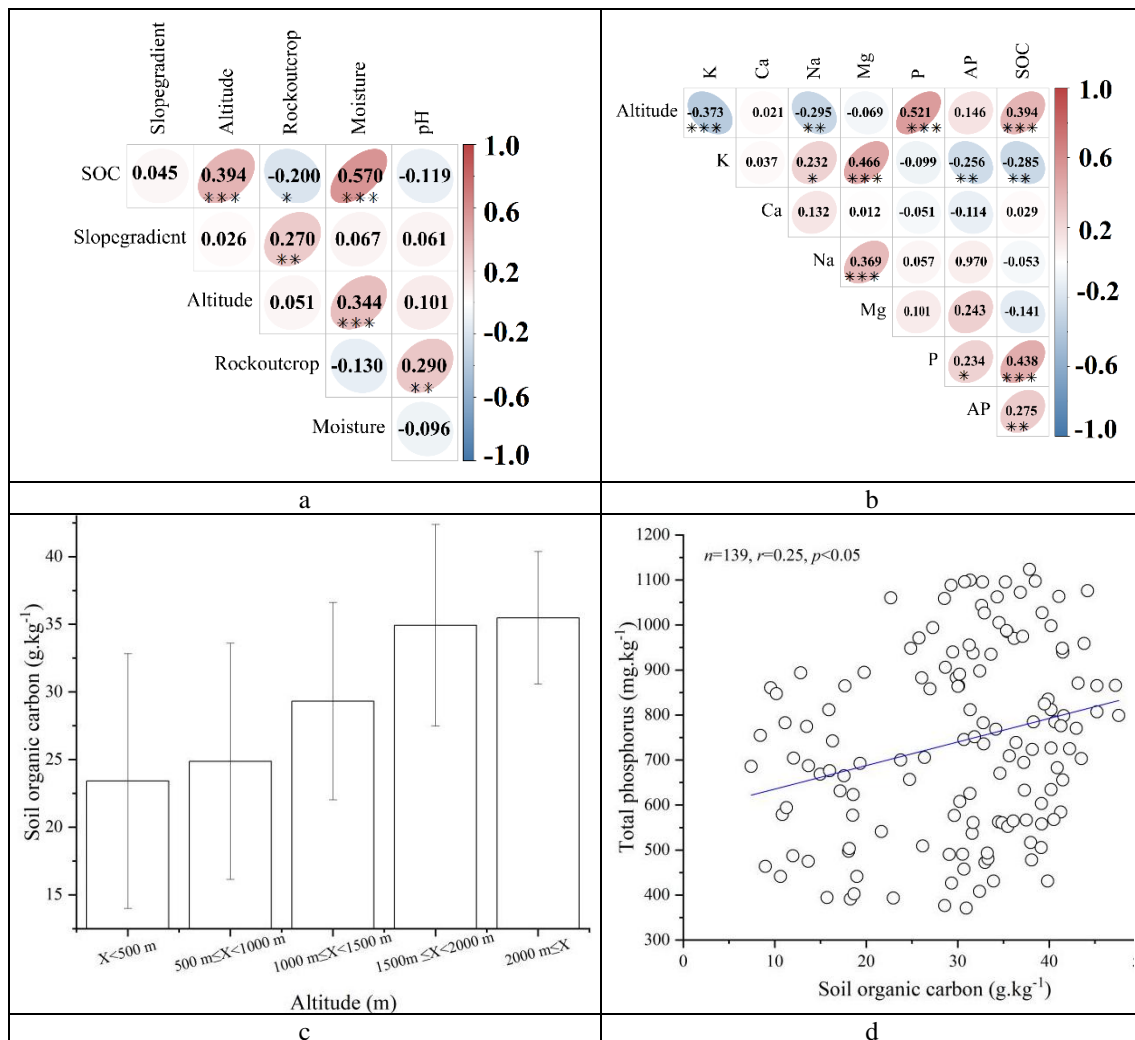 Slopegradient Altitude Rockoutcrop Moisture pH
SOC 0.045 0.394 -0.200 0.570 -0.119
*** * ***
Slopegradient 0.026 0.270 0.067 0.061
**
Altitude 0.051 0.344 0.101
***
Rockoutcrop -0.130 0.290
**
Moisture -0.096
1.0
0.6
0.2
-0.2
-0.6
-1.0
a
K Ca Na Mg P AP SOC
Altitude -0.373 0.021 -0.295 -0.069 0.521 0.146 0.394
*** ** *** ***
K 0.037 0.232 0.466 -0.099 -0.256 -0.285
* *** ** **
Ca 0.132 0.012 -0.051 -0.114 0.029
Na 0.369 0.057 0.970 -0.053
***
Mg 0.101 0.243 -0.141
P 0.234 0.438
* ***
AP 0.275
**
1.0
0.6
0.2
-0.2
-0.6
-1.0
b
Soil organic carbon (g.kg-1)
40
35
30
25
20
15
X<500 m 500 m≤X<1000 m 1000 m≤X<1500 m 1500m ≤X<2000 m 2000 m≤X
Altitude (m)
c
Total phosphorus (mg.kg-1)
1200
1100
1000
900
800
700
600
500
400
300
n=139, r=0.25, p<0.05
0 10 20 30 40
Soil organic carbon (g.kg-1)
d